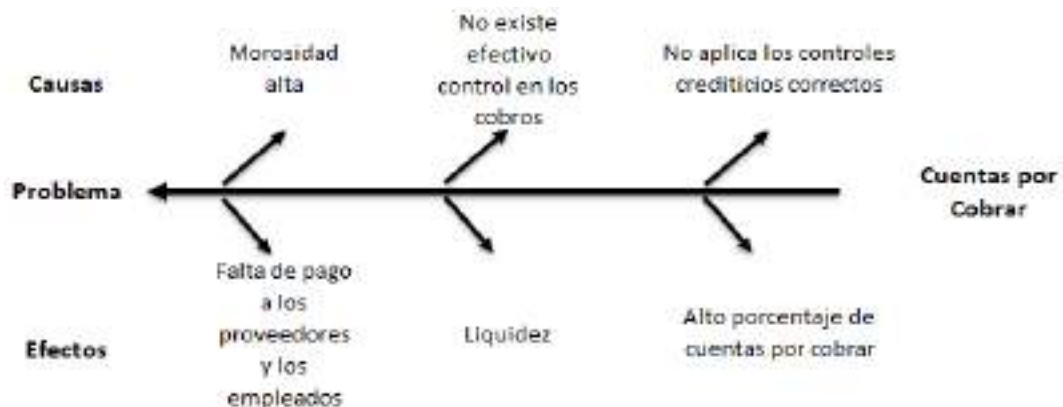 Causas
Morosidad
alta
No existe
efectivo
control en los
cobros
No aplica los controles
crediticios correctos
Problema
Cuentas por
Cobrar
Efectos
Falta de pago
a los
proveedores
y los
empleados
Liquidez
Alto porcentaje de
cuentas por cobrar